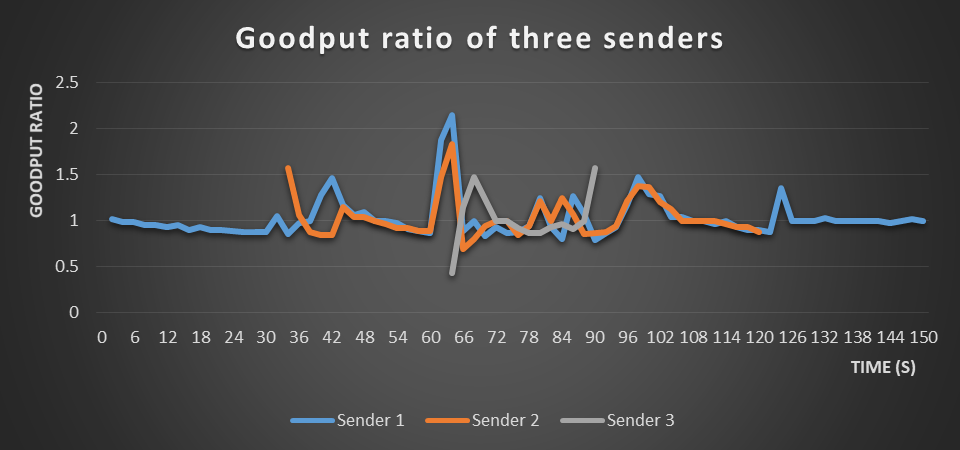 Goodput ratio of three senders
GOODPUT RATIO
2.5
2
1.5
1
0.5
0
0 6 12 18 24 30 36 42 48 54 60 66 72 78 84 90 96 102 108 114 120 126 132 138 144 150
TIME (S)
Sender 1 Sender 2 Sender 3